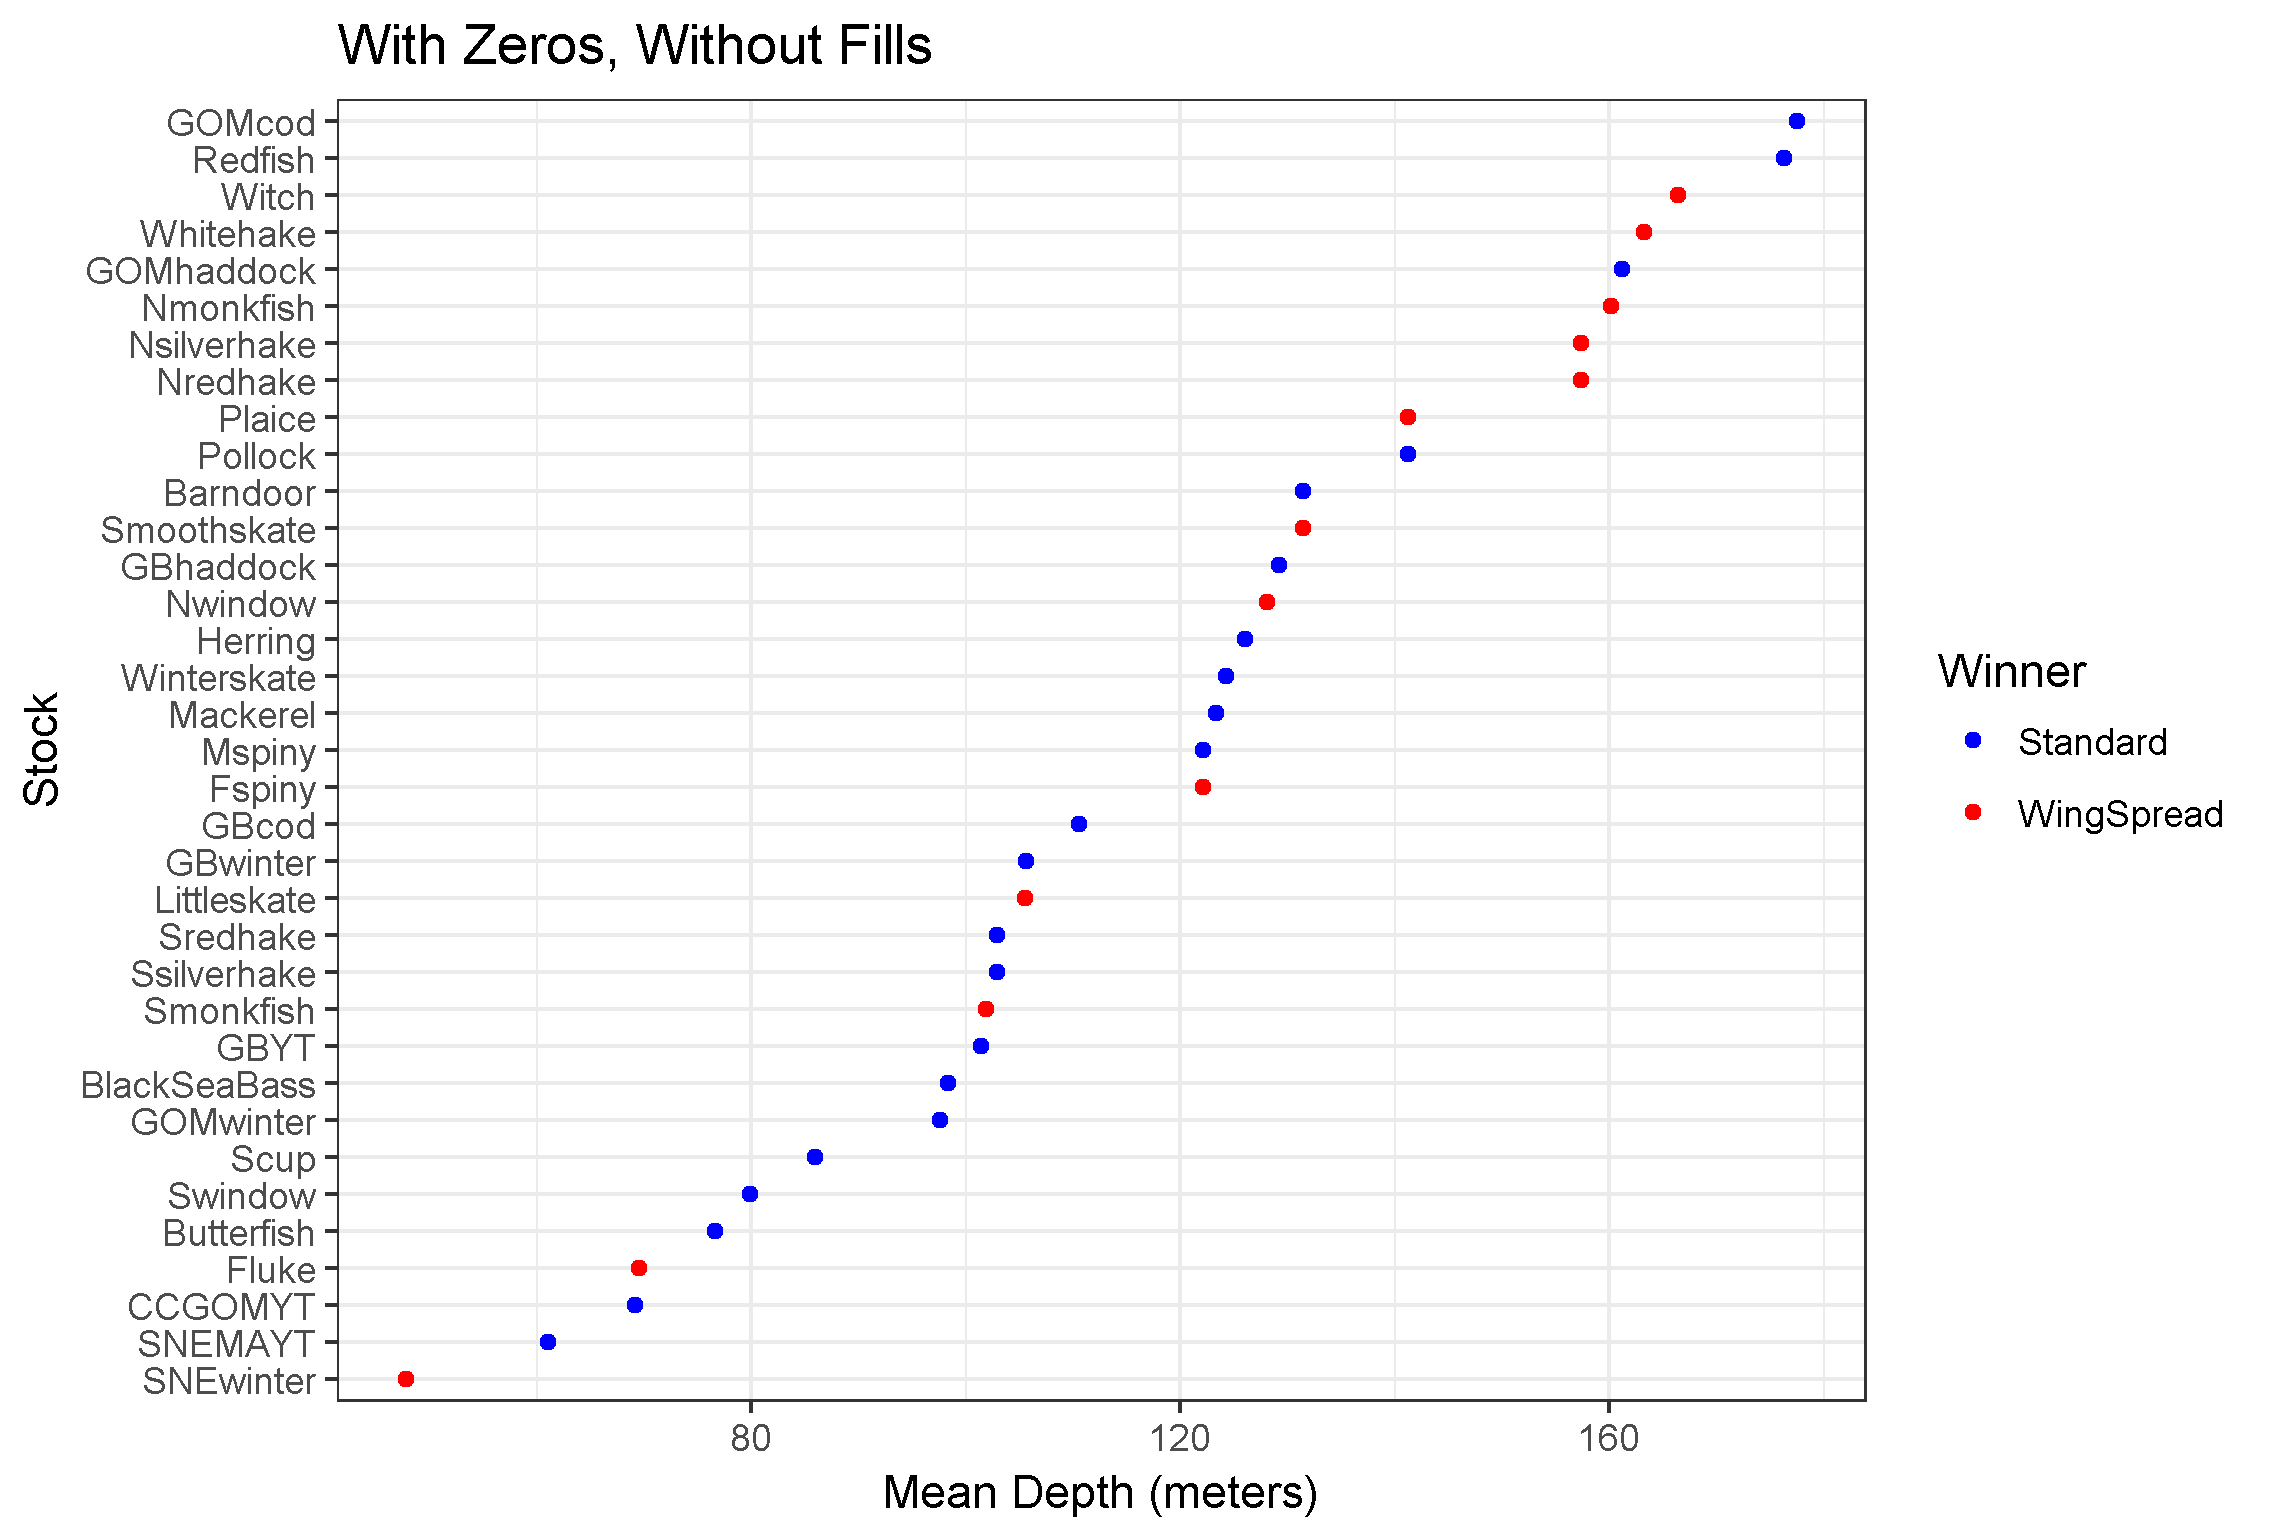 With Zeros, Without Fills
GOMcod
Redfish
Witch
Whitehake
GOMhaddock
Nmonkfish
Nsilverhake
Nredhake
Plaice
Pollock
Barndoor
Smoothskate
GBhaddock
Nwindow
Herring
Winterskate
Mackerel
Mspiny
Fspiny
GBcod
GBwinter
Littleskate
Sredhake
Ssilverhake
Smonkfish
GBYT
BlackSeaBass
GOMwinter
Scup
Swindow
Butterfish
Fluke
CCGOMYT
SNEMAYT
SNEwinter
Stock
80 120 160
Mean Depth (meters)
Winner
Standard
WingSpread